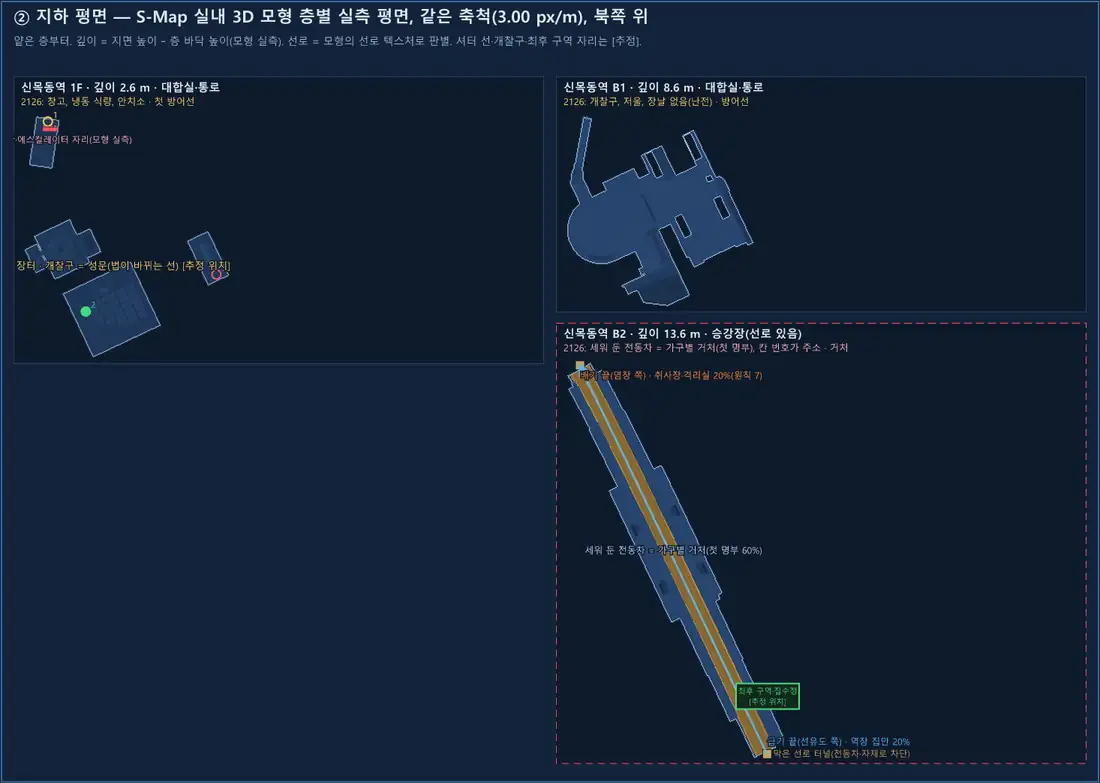 ② 지하 평면 — S-Map 실내 3D 모형 층별 실측 평면, 같은 축척(3.00 px/m), 북쪽 위
얕은 층부터. 깊이 = 지면 높이 − 층 바닥 높이(모형 실측). 선로 = 모형의 선로 텍스처로 판별. 셔터 선·개찰구·최후 구역 자리는 [추정].
신목동역 1F · 깊이 2.6 m · 대합실·통로
2126: 창고, 냉동 식량, 안치소 · 첫 방어선
1
에스컬레이터 자리(모형 실측)
장터 · 개찰구 = 성문(법이 바뀌는 선) [추정 위치]
2
신목동역 B1 · 깊이 8.6 m · 대합실·통로
2126: 개찰구, 저울, 장날 없음(난전) · 방어선
신목동역 B2 · 깊이 13.6 m · 승강장(선로 있음)
2126: 세워 둔 전동차 = 가구별 거처(첫 명부), 칸 번호가 주소 · 거처
배기 끝(염창 쪽) · 취사장·격리실 20%(원칙 7)
세워 둔 전동차 = 가구별 거처(첫 명부 60%)
최후 구역·집수정
[추정 위치]
급기 끝(선유도 쪽) · 역장 집안 20%
막은 선로 터널(전동차·자재로 차단)